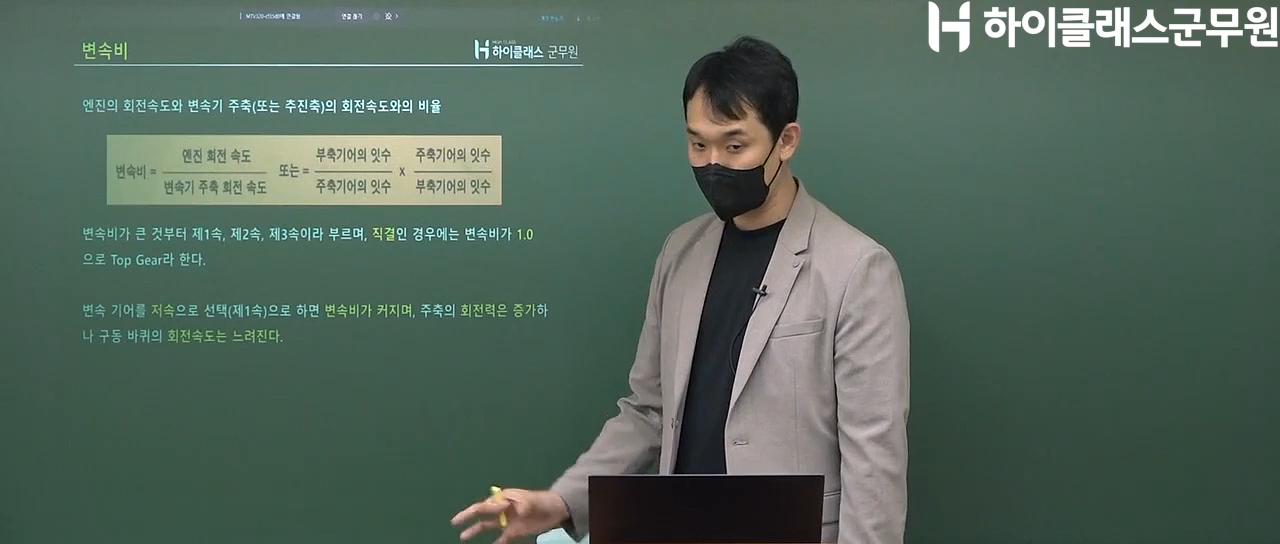 연결 끊기
변속비
하이클래스 군무원
하이클래스군무원
엔진의 회전속도와 변속기 주축(또는 추진축)의 회전속도와의 비율
변속비 = 엔진 회전 속도 / 변속기 주축 회전 속도 또는 = 부축기어의 잇수 / 주축기어의 잇수 x 주축기어의 잇수 / 부축기어의 잇수
변속비가 큰 것부터 제1속, 제2속, 제3속이라 부르며, 직결인 경우에는 변속비가 1.0
으로 Top Gear라 한다.
변속 기어를 저속으로 선택(제1속)으로 하면 변속비가 커지며, 주축의 회전력은 증가하
나 구동 바퀴의 회전속도는 느려진다.